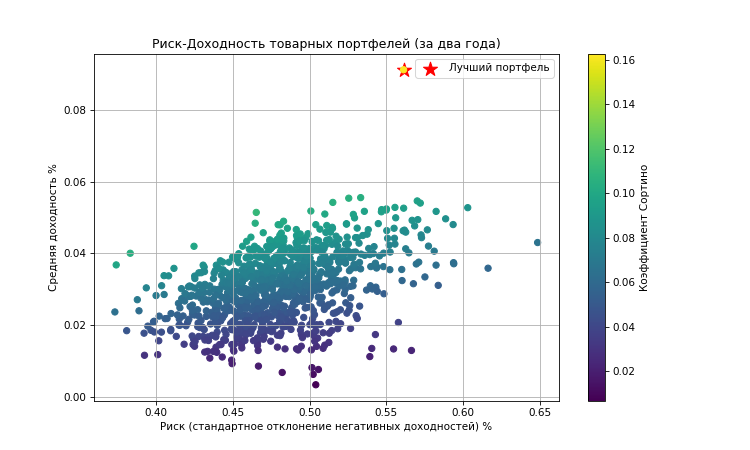 Риск-Доходность товарных портфелей (за два года)
Лучший портфель
Средняя доходность %
0.08
0.06
0.04
0.02
0.00
0.40 0.45 0.50 0.55 0.60 0.65
Риск (стандартное отклонение негативных доходностей) %
0.16
0.14
0.12
0.10
0.08
0.06
0.04
0.02
Коэффициент Сортино